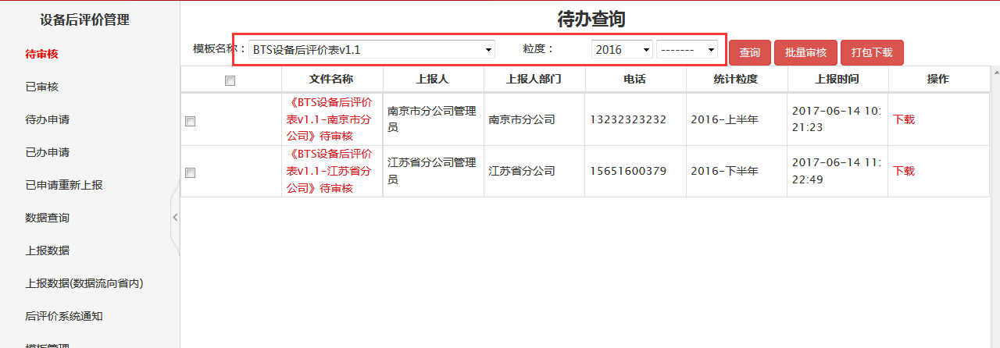 设备后评价管理
待审核
已审核
待办申请
已办申请
已申请重新上报
数据查询
上报数据
上报数据(数据流向省内)
后评价系统通知
模板管理
待办查询
模板名称： BTS设备后评价表v1.1 粒度： 2016 ------- 查询 批量审核 打包下载
文件名称 上报人 上报人部门 电话 统计粒度 上报时间 操作
《BTS设备后评价
表v1.1-南京市分
公司》待审核
南京市分公司管理
员
南京市分公司
13232323232
2016-上半年
2017-06-14 10:
21:23
下载
《BTS设备后评价
表v1.1-江苏省分
公司》待审核
江苏省分公司管理
员
江苏省分公司
15651600379
2016-下半年
2017-06-14 11:
22:49
下载